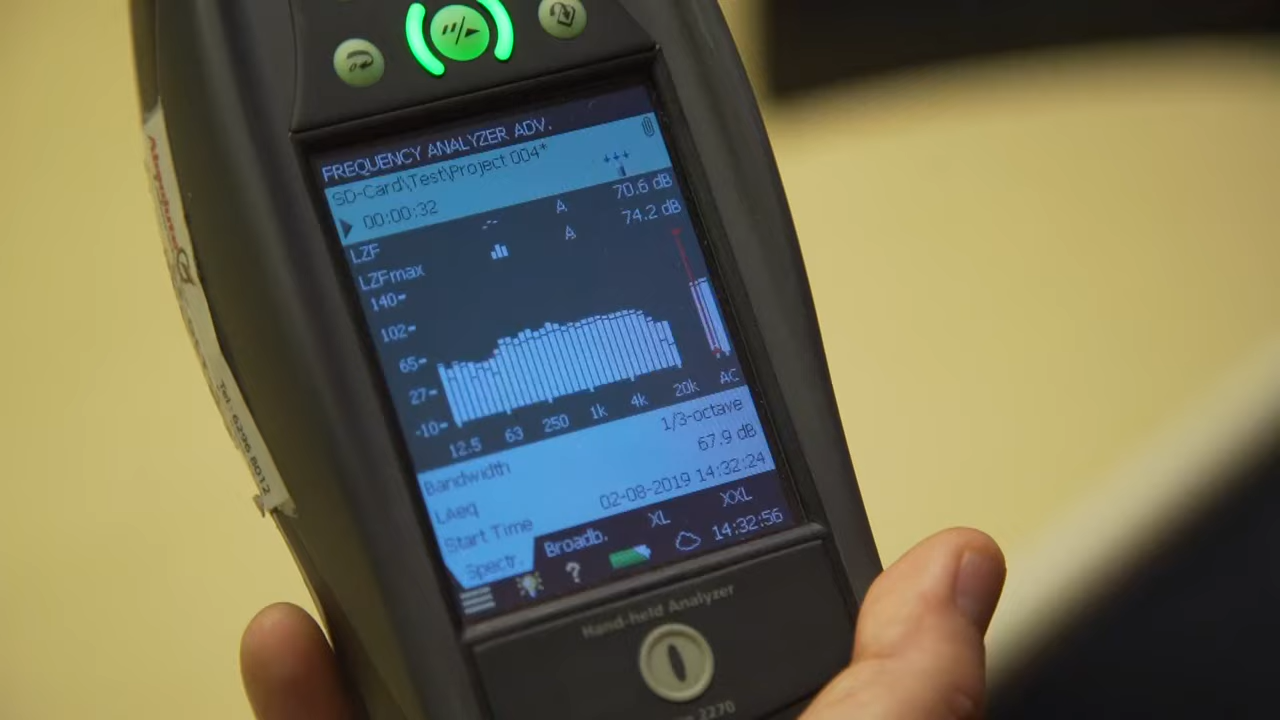 FREQUENCY ANALYZER ADV.
SD-Card\Test\Project 004*
00:00:32
LZF A 70.6 dB
LZFmax A 74.2 dB
140
102
65
27
-10
12.5 63 250 1k 4k 20k AC
Bandwidth 1/3-octave
LAeq 67.9 dB
Start Time 02-08-2019 14:32:24
Spectr. Broadb. XL XXL
? 14:32:56
Hand-held Analyzer
2270
Tel: 6296 8012